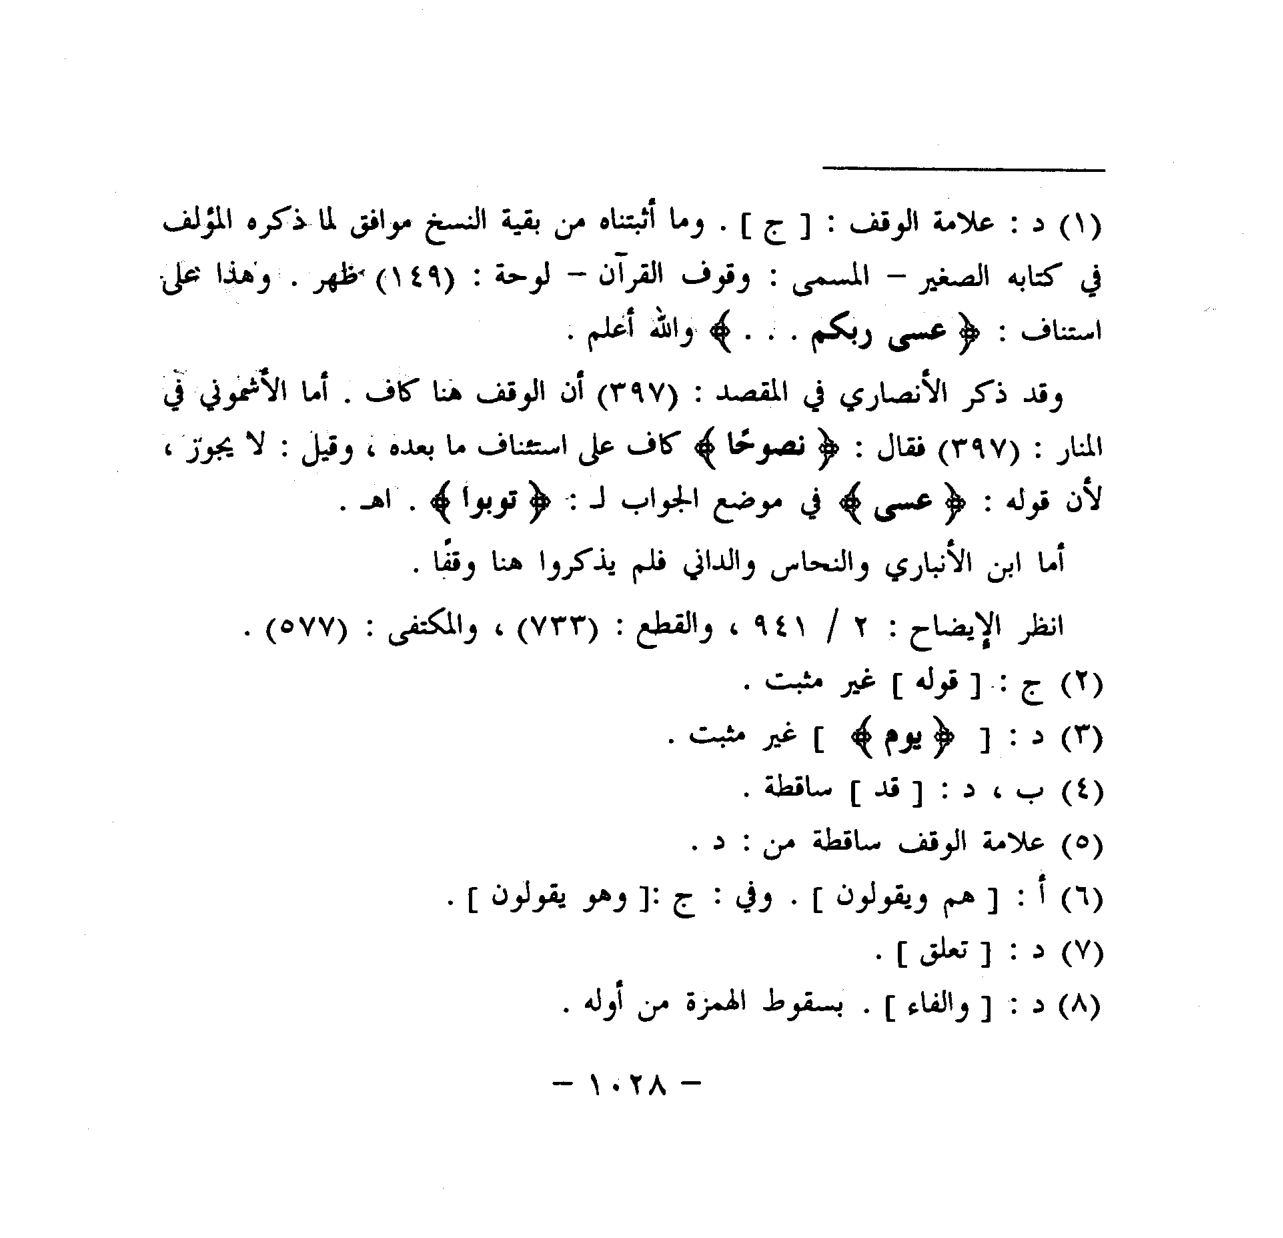 (١) د : علامة الوقف : [ ج ] . وما أثبتناه من بقية النسخ موافق لما ذكره المؤلف
في كتابه الصغير – المسمى : وقوف القرآن – لوحة : (١٤٩) ظهر . وهذا على
استناف : ﴿ عسى ربكم . . . ﴾ والله أعلم .
وقد ذكر الأنصاري في المقصد : (٣٩٧) أن الوقف هنا كاف . أما الأشموني في
المنار : (٣٩٧) فقال : ﴿ نصوحًا ﴾ كاف على استئناف ما بعده ، وقيل : لا يجوز ،
لأن قوله : ﴿ عسى ﴾ في موضع الجواب لـ : ﴿ توبوا ﴾ . اهـ .
أما ابن الأنباري والنحاس والداني فلم يذكروا هنا وقفًا .
انظر الإيضاح : ٢ / ٩٤١ ، والقطع : (٧٣٣) ، والمكتفى : (٥٧٧) .
(٢) ج : [ قوله ] غير مثبت .
(٣) د : [ ﴿ يوم ﴾ ] غير مثبت .
(٤) ب ، د : [ قد ] ساقطة .
(٥) علامة الوقف ساقطة من : د .
(٦) أ : [ هم ويقولون ] . وفي : ج :[ وهو يقولون ] .
(٧) د : [ تعلق ] .
(٨) د : [ والفاء ] . بسقوط الهمزة من أوله .
– ١٠٢٨ –